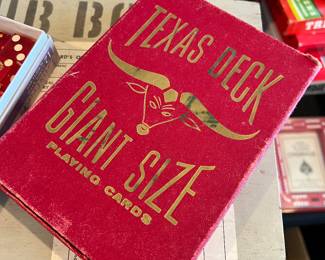 TEXAS DECK
GIANT SIZE
PLAYING CARDS